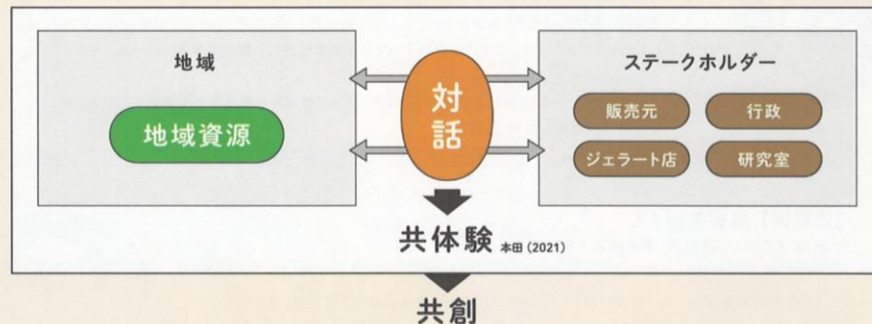 地域
地域資源
対話
ステークホルダー
販売元
行政
ジェラート店
研究室
共体験 本田(2021)
共創